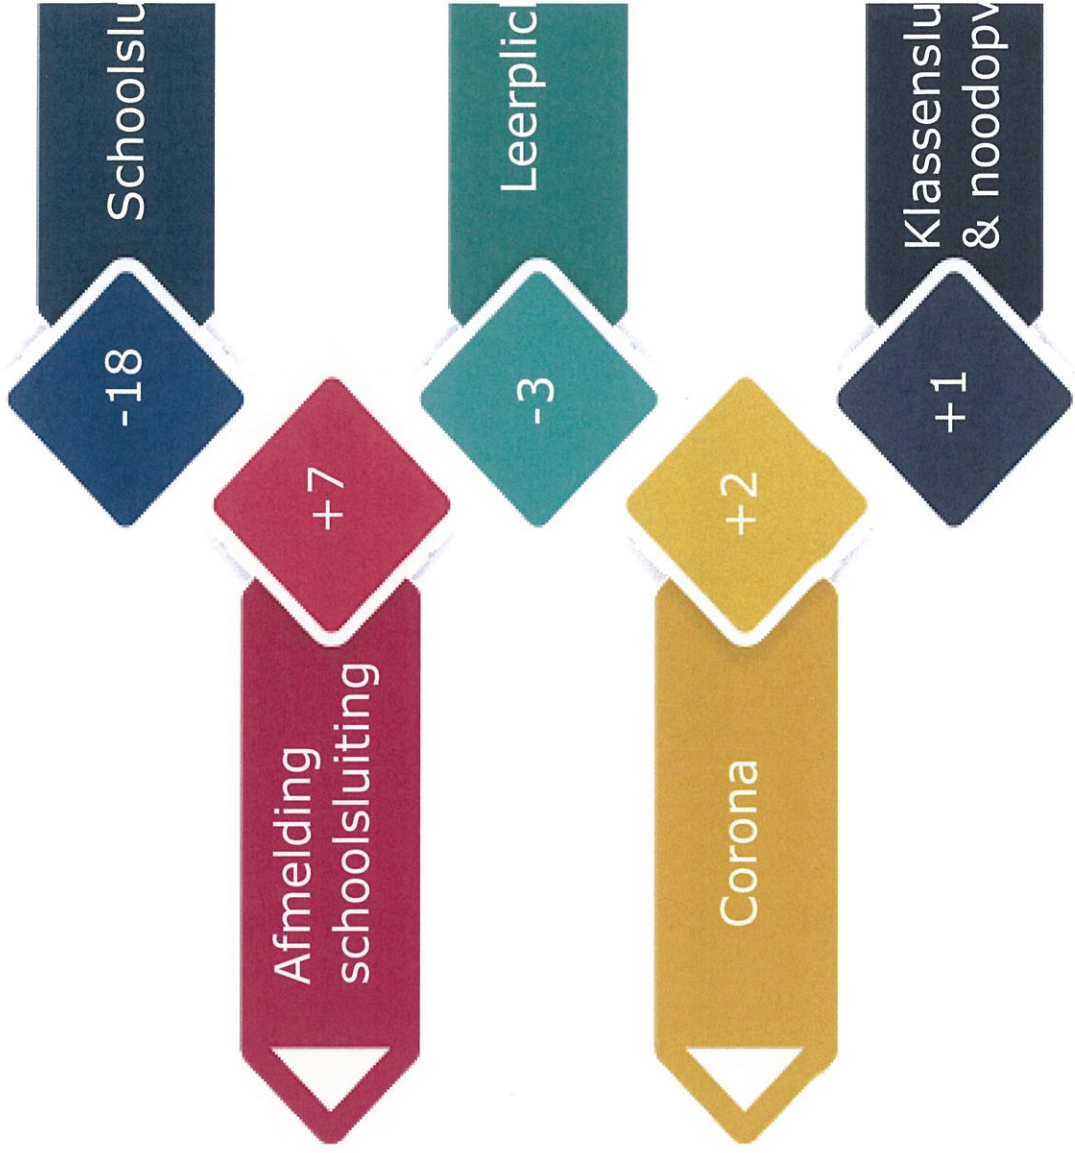 -18
Schoolslu
Afmelding
schoolsluiting
+7
-3
Leerplic
Corona
+2
+1
Klassenslu
& noodopv